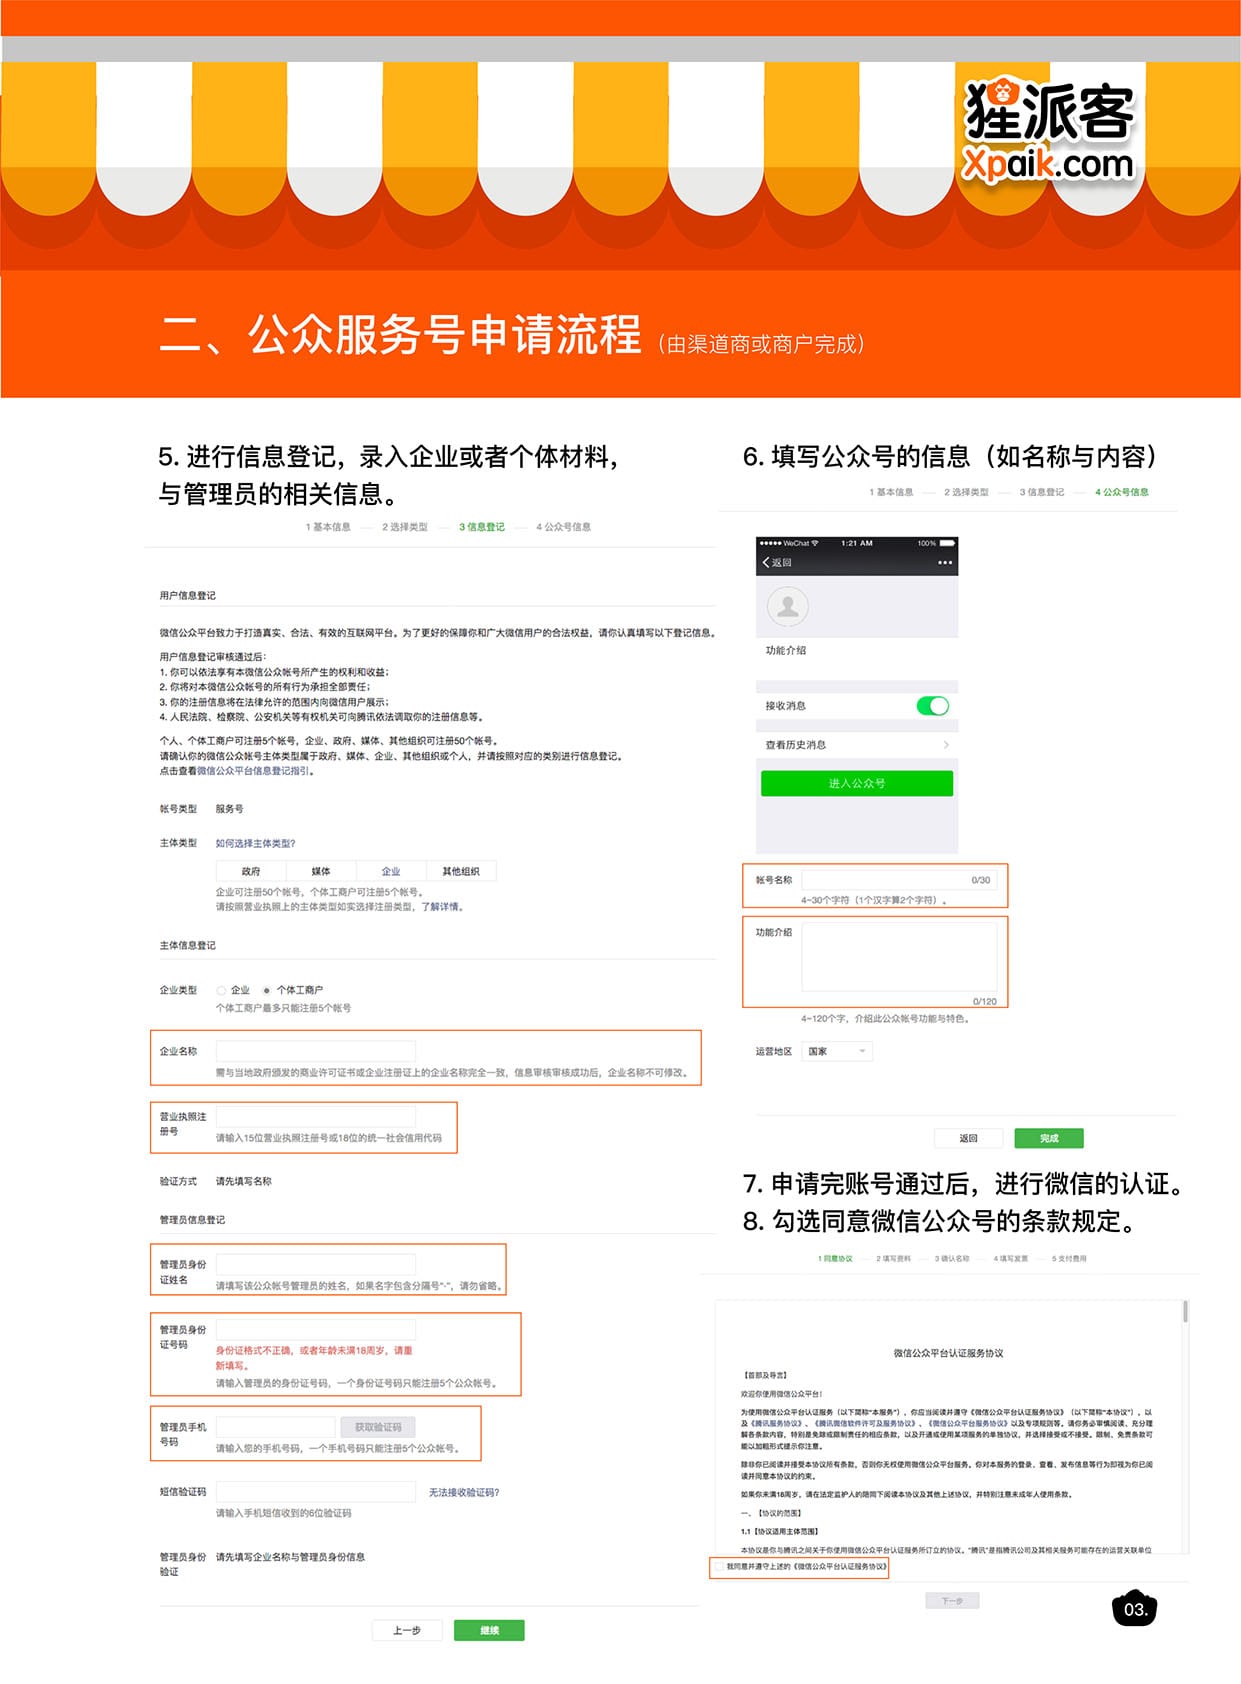 猩派客
Xpaik.com
二、公众服务号申请流程（由渠道商或商户完成）
5. 进行信息登记，录入企业或者个体材料，
与管理员的相关信息。
1 基本信息 — 2 选择类型 — 3 信息登记 — 4 公众号信息
用户信息登记
微信公众平台致力于打造真实、合法、有效的互联网平台。为了更好的保障你和广大微信用户的合法权益，请你认真填写以下登记信息。
用户信息登记审核通过后：
1. 你可以依法享有本微信公众帐号所产生的权利和收益；
2. 你将对本微信公众帐号的所有行为承担全部责任；
3. 你的注册信息将在法律允许的范围内向微信用户展示；
4. 人民法院、检察院、公安机关等有权机关可向腾讯依法调取你的注册信息等。
个人、个体工商户可注册5个帐号，企业、政府、媒体、其他组织可注册50个帐号。
请确认你的微信公众帐号主体类型属于政府、媒体、企业、其他组织或个人，并请按照对应的类别进行信息登记。
点击查看微信公众平台信息登记指引。
帐号类型 服务号
主体类型 如何选择主体类型?
政府 媒体 企业 其他组织
企业可注册50个帐号，个体工商户可注册5个帐号。
请按照营业执照上的主体类型如实选择注册类型，了解详情。
主体信息登记
企业类型 企业 个体工商户
个体工商户最多只能注册5个帐号
企业名称
需与当地政府颁发的商业许可证书或企业注册证上的企业名称完全一致，信息审核审核成功后，企业名称不可修改。
营业执照注
册号
请输入15位营业执照注册号或18位的统一社会信用代码
验证方式 请先填写名称
管理员信息登记
管理员身份
证姓名
请填写该公众帐号管理员的姓名，如果名字包含分隔号“·”，请勿省略。
管理员身份
证号码
身份证格式不正确，或者年龄未满18周岁，请重
新填写。
请输入管理员的身份证号码，一个身份证号码只能注册5个公众帐号。
管理员手机
号码
获取验证码
请输入您的手机号码，一个手机号码只能注册5个公众帐号。
短信验证码 无法接收验证码?
请输入手机短信收到的6位验证码
管理员身份 请先填写企业名称与管理员身份信息
验证
上一步 继续
6. 填写公众号的信息（如名称与内容）
1 基本信息 — 2 选择类型 — 3 信息登记 — 4 公众号信息
WeChat 1:21 AM 100%
返回
功能介绍
接收消息
查看历史消息
进入公众号
帐号名称 0/30
4~30个字符（1个汉字算2个字符）。
功能介绍
0/120
4~120个字，介绍此公众帐号功能与特色。
运营地区 国家
返回 完成
7. 申请完账号通过后，进行微信的认证。
8. 勾选同意微信公众号的条款规定。
1 同意协议 — 2 填写资料 — 3 确认名称 — 4 填写发票 — 5 支付费用
微信公众平台认证服务协议
【首部及导言】
欢迎你使用微信公众平台！
为使用微信公众平台认证服务（以下简称“本服务”），你应当阅读并遵守《微信公众平台认证服务协议》（以下简称“本协议”），以
及《腾讯服务协议》、《腾讯微信软件许可及服务协议》、《微信公众平台服务协议》以及专项规则等。请你务必审慎阅读、充分理
解各条款内容，特别是免除或限制责任的相应条款，以及开通或使用某项服务的单独协议，并选择接受或不接受。限制、免责条款可
能以加粗形式提示你注意。
除非你已阅读并接受本协议所有条款，否则你无权使用微信公众平台服务。你对本服务的登录、查看、发布信息等行为即视为你已阅
读并同意本协议的约束。
如果你未满18周岁，请在法定监护人的陪同下阅读本协议及其他上述协议，并特别注意未成年人使用条款。
一、【协议的范围】
1.1【协议适用主体范围】
本协议是你与腾讯之间关于你使用微信公众平台认证服务所订立的协议。“腾讯”是指腾讯公司及其相关服务可能存在的运营关联单位
我同意并遵守上述的《微信公众平台认证服务协议》
下一步
03.